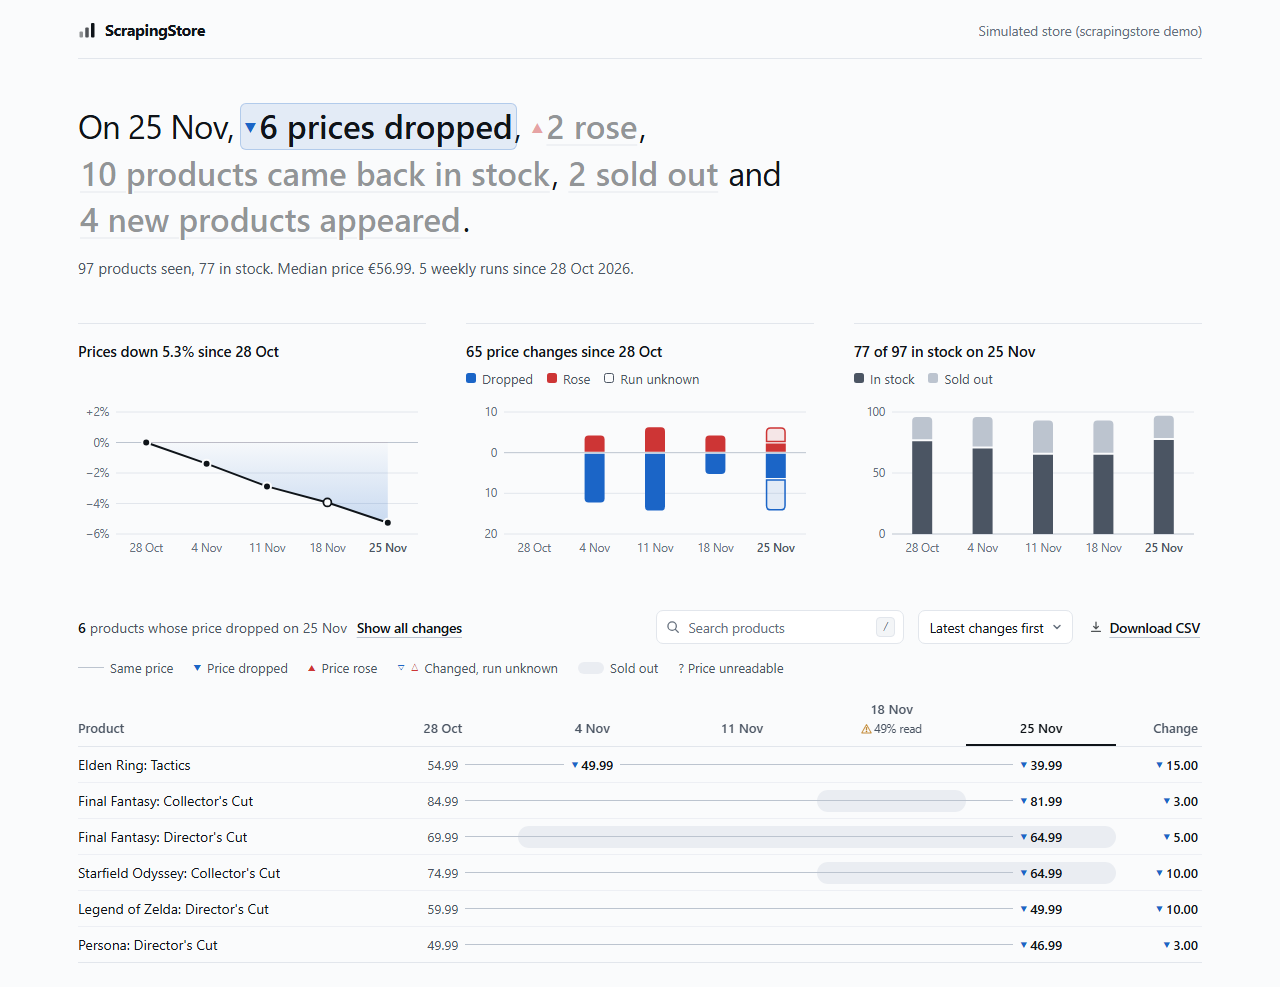 ScrapingStore
Simulated store (scrapingstore demo)
On 25 Nov, ▼6 prices dropped, ▲2 rose,
10 products came back in stock, 2 sold out and
4 new products appeared.
97 products seen, 77 in stock. Median price €56.99. 5 weekly runs since 28 Oct 2026.
Prices down 5.3% since 28 Oct
+2%
0%
−2%
−4%
−6%
28 Oct 4 Nov 11 Nov 18 Nov 25 Nov
65 price changes since 28 Oct
Dropped Rose Run unknown
10
0
10
20
28 Oct 4 Nov 11 Nov 18 Nov 25 Nov
77 of 97 in stock on 25 Nov
In stock Sold out
100
50
0
28 Oct 4 Nov 11 Nov 18 Nov 25 Nov
6 products whose price dropped on 25 Nov Show all changes
Search products /
Latest changes first
Download CSV
Same price ▼ Price dropped ▲ Price rose ▽ △ Changed, run unknown Sold out ? Price unreadable
Product 28 Oct 4 Nov 11 Nov 18 Nov ⚠ 49% read 25 Nov Change
Elden Ring: Tactics 54.99 ▼ 49.99 ▼ 39.99 ▼ 15.00
Final Fantasy: Collector's Cut 84.99 ▼ 81.99 ▼ 3.00
Final Fantasy: Director's Cut 69.99 ▼ 64.99 ▼ 5.00
Starfield Odyssey: Collector's Cut 74.99 ▼ 64.99 ▼ 10.00
Legend of Zelda: Director's Cut 59.99 ▼ 49.99 ▼ 10.00
Persona: Director's Cut 49.99 ▼ 46.99 ▼ 3.00